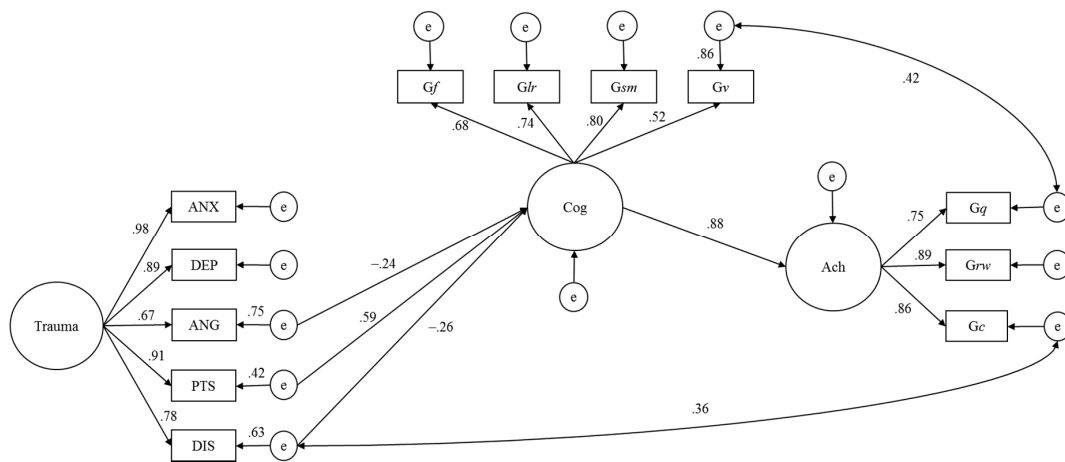 e e e e
.86
.42
Gf Glr Gsm Gv
.68 .74 .80 .52
ANX e
.98
Cog
e
Gq e
.75
DEP e
.89
–.24
.88
Ach
Grw e
.89
e
Trauma
.67
ANG .75 e
.59
–.26
.86
Gc e
.91
PTS .42 e
.78
.36
DIS .63 e